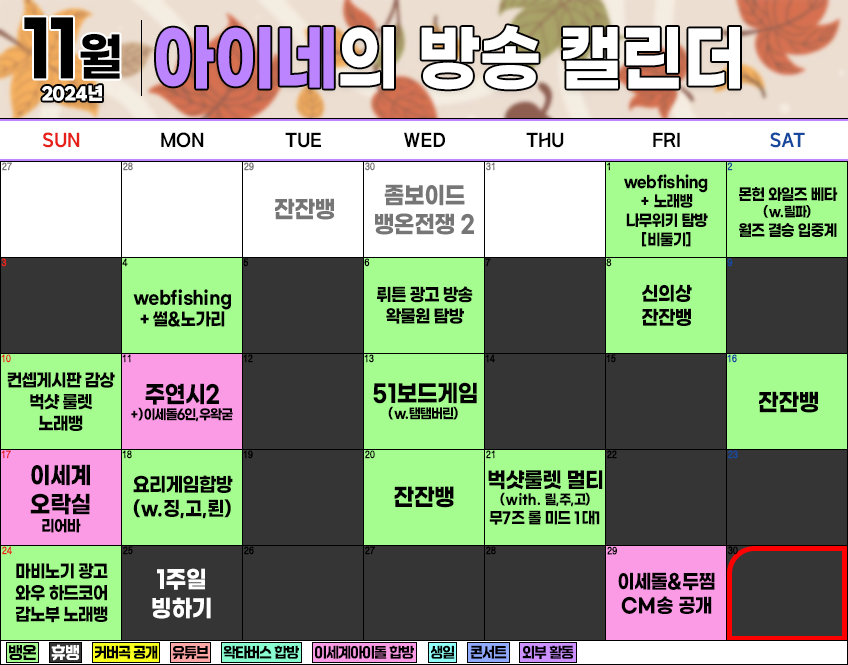 11월
2024년
아이네의 방송 캘린더
SUN MON TUE WED THU FRI SAT
27 28 29 30 31 1 2
잔잔뱅
좀보이드
뱅온전쟁 2
webfishing
+ 노래뱅
나무위키 탐방
[비둘기]
몬헌 와일즈 베타
(w.릴파)
월즈 결승 입중계
3 4 5 6 7 8 9
webfishing
+ 썰&노가리
뤼튼 광고 방송
왁물원 탐방
신의상
잔잔뱅
10 11 12 13 14 15 16
컨셉게시판 감상
벅샷 룰렛
노래뱅
주연시2
+)이세돌6인,우왁굳
51보드게임
(w.탬탬버린)
잔잔뱅
17 18 19 20 21 22 23
이세계
오락실
리어바
요리게임합방
(w.징,고,뢴)
잔잔뱅
벅샷룰렛 멀티
(with. 릴,주,고)
무7즈 롤 미드 1대1
24 25 26 27 28 29 30
마비노기 광고
와우 하드코어
갑노부 노래뱅
1주일
빙하기
이세돌&두찜
CM송 공개
뱅온 휴뱅 커버곡 공개 유튜브 왁타버스 합방 이세계아이돌 합방 생일 콘서트 외부 활동